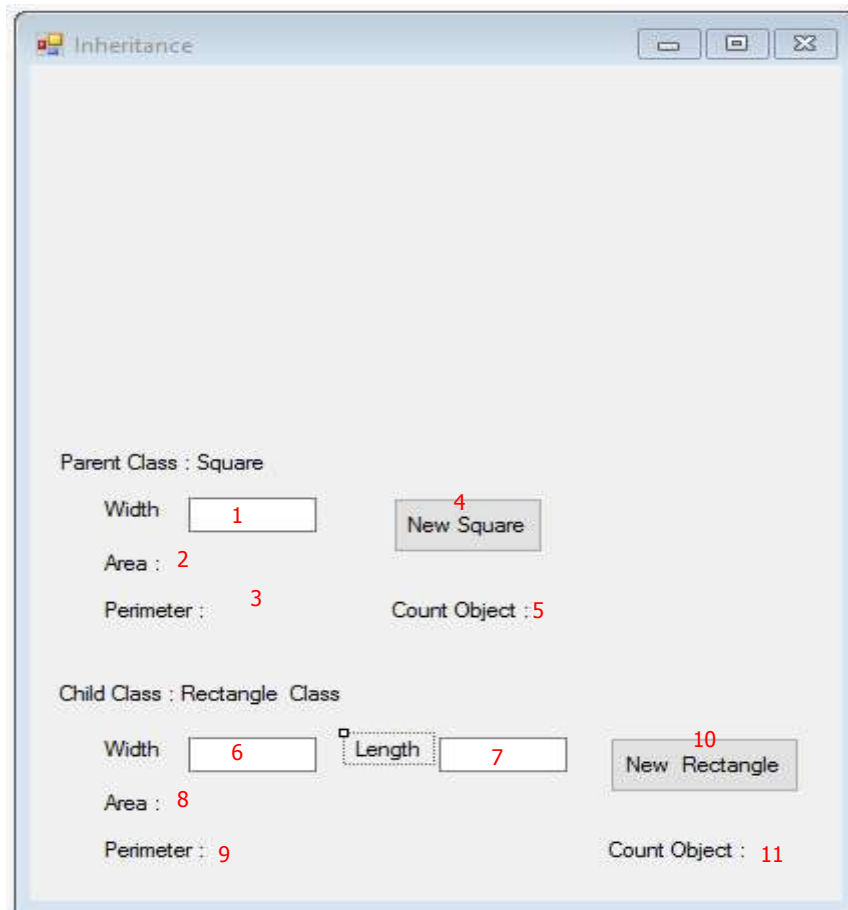 Inheritance
Parent Class : Square
Width 1 4 New Square
Area : 2
Perimeter : 3 Count Object : 5
Child Class : Rectangle Class
Width 6 Length 7 10 New Rectangle
Area : 8
Perimeter : 9 Count Object : 11